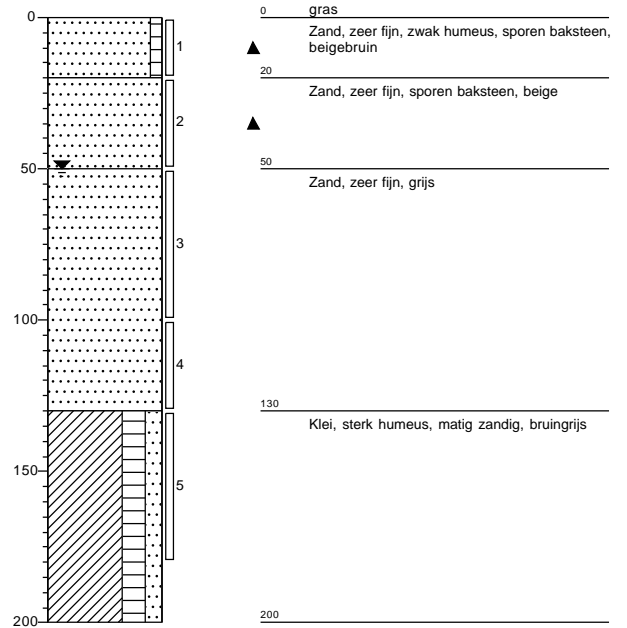 0
50
100
150
200
1
2
3
4
5
0
gras
Zand, zeer fijn, zwak humeus, sporen baksteen,
beigebruin
20
Zand, zeer fijn, sporen baksteen, beige
50
Zand, zeer fijn, grijs
130
Klei, sterk humeus, matig zandig, bruingrijs
200